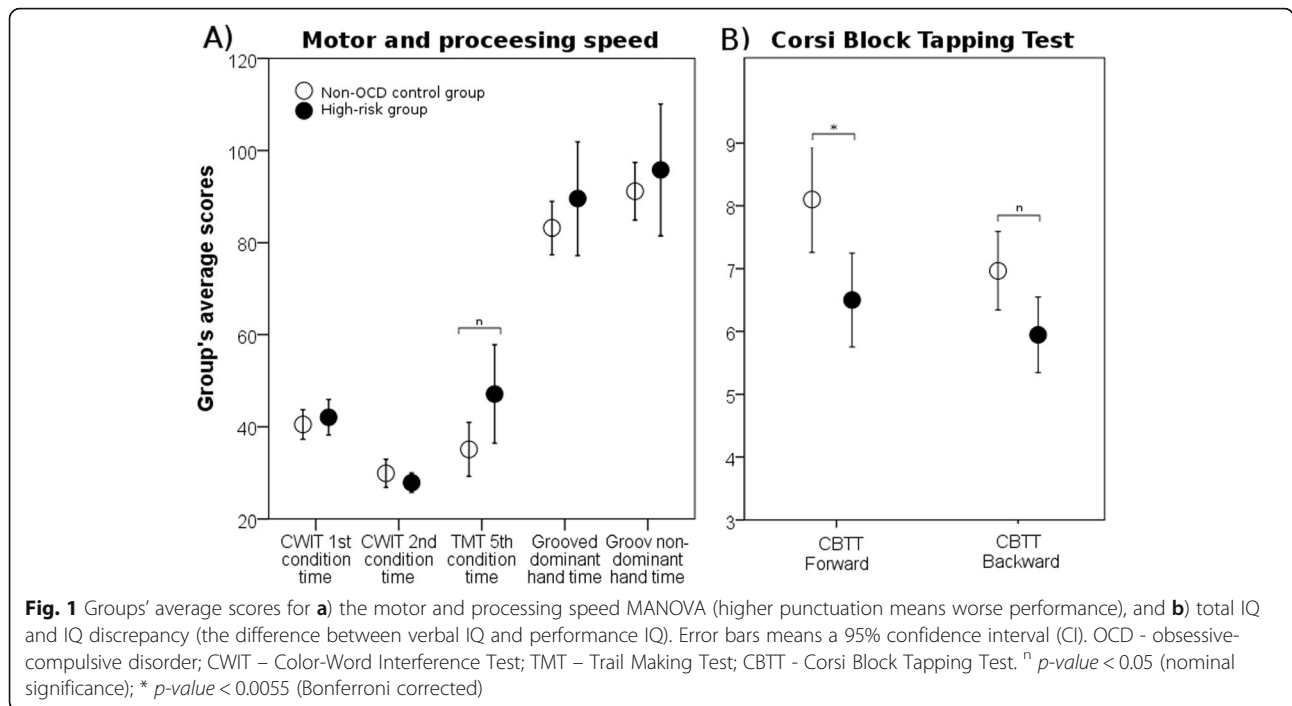 A) Motor and proceesing speed
Non-OCD control group
High-risk group
Group's average scores
120
100
80
60
40
20
n
CWIT 1st condition time
CWIT 2nd condition time
TMT 5th condition time
Grooved dominant hand time
Groov non-dominant hand time
B) Corsi Block Tapping Test
9
8
7
6
5
4
3
*
n
CBTT Forward
CBTT Backward
Fig. 1 Groups' average scores for a) the motor and processing speed MANOVA (higher punctuation means worse performance), and b) total IQ
and IQ discrepancy (the difference between verbal IQ and performance IQ). Error bars means a 95% confidence interval (CI). OCD - obsessive-
compulsive disorder; CWIT – Color-Word Interference Test; TMT – Trail Making Test; CBTT - Corsi Block Tapping Test. ⁿ p-value < 0.05 (nominal
significance); * p-value < 0.0055 (Bonferroni corrected)